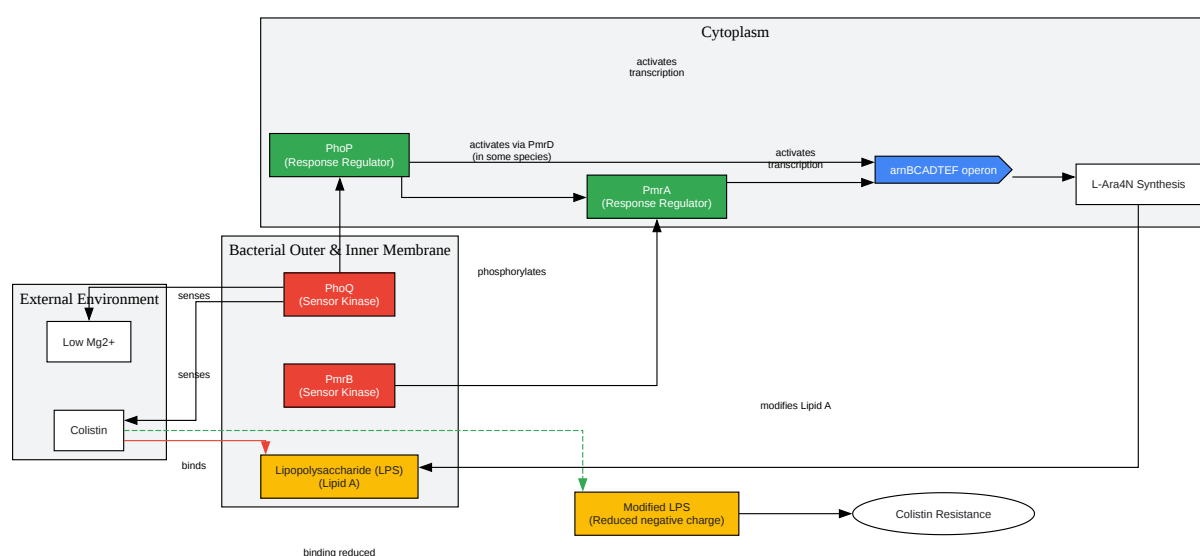 Cytoplasm
activates
transcription
PhoP
(Response Regulator)
activates via PmrD
(in some species)
activates
transcription
arnBCADTEF operon
L-Ara4N Synthesis
PmrA
(Response Regulator)
Bacterial Outer & Inner Membrane
phosphorylates
PhoQ
(Sensor Kinase)
External Environment
senses
Low Mg2+
senses
PmrB
(Sensor Kinase)
modifies Lipid A
Colistin
binds
Lipopolysaccharide (LPS)
(Lipid A)
Modified LPS
(Reduced negative charge)
Colistin Resistance
binding reduced